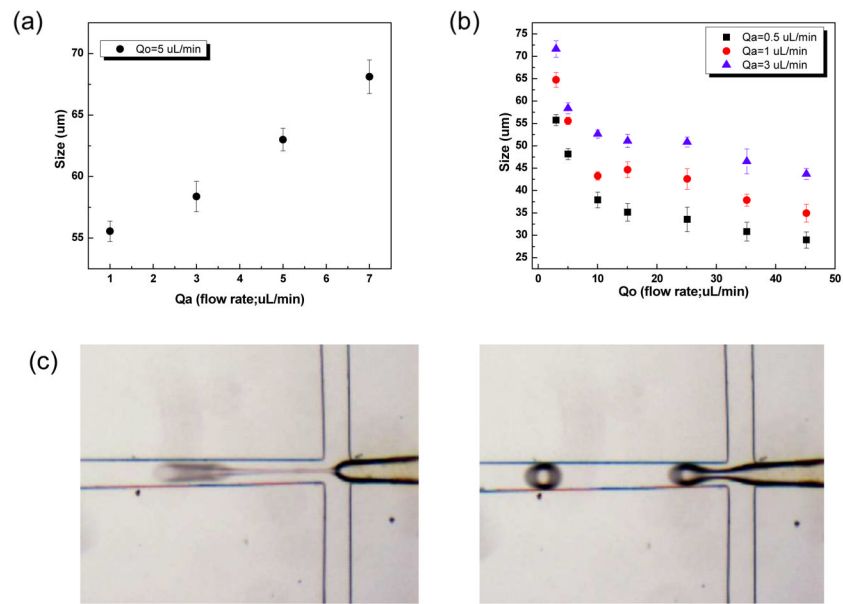 (a)
Qo=5 uL/min
Size (um)
70
65
60
55
1 2 3 4 5 6 7
Qa (flow rate;uL/min)
(b)
Qa=0.5 uL/min
Qa=1 uL/min
Qa=3 uL/min
Size (um)
75
70
65
60
55
50
45
40
35
30
25
0 10 20 30 40 50
Qo (flow rate;uL/min)
(c)